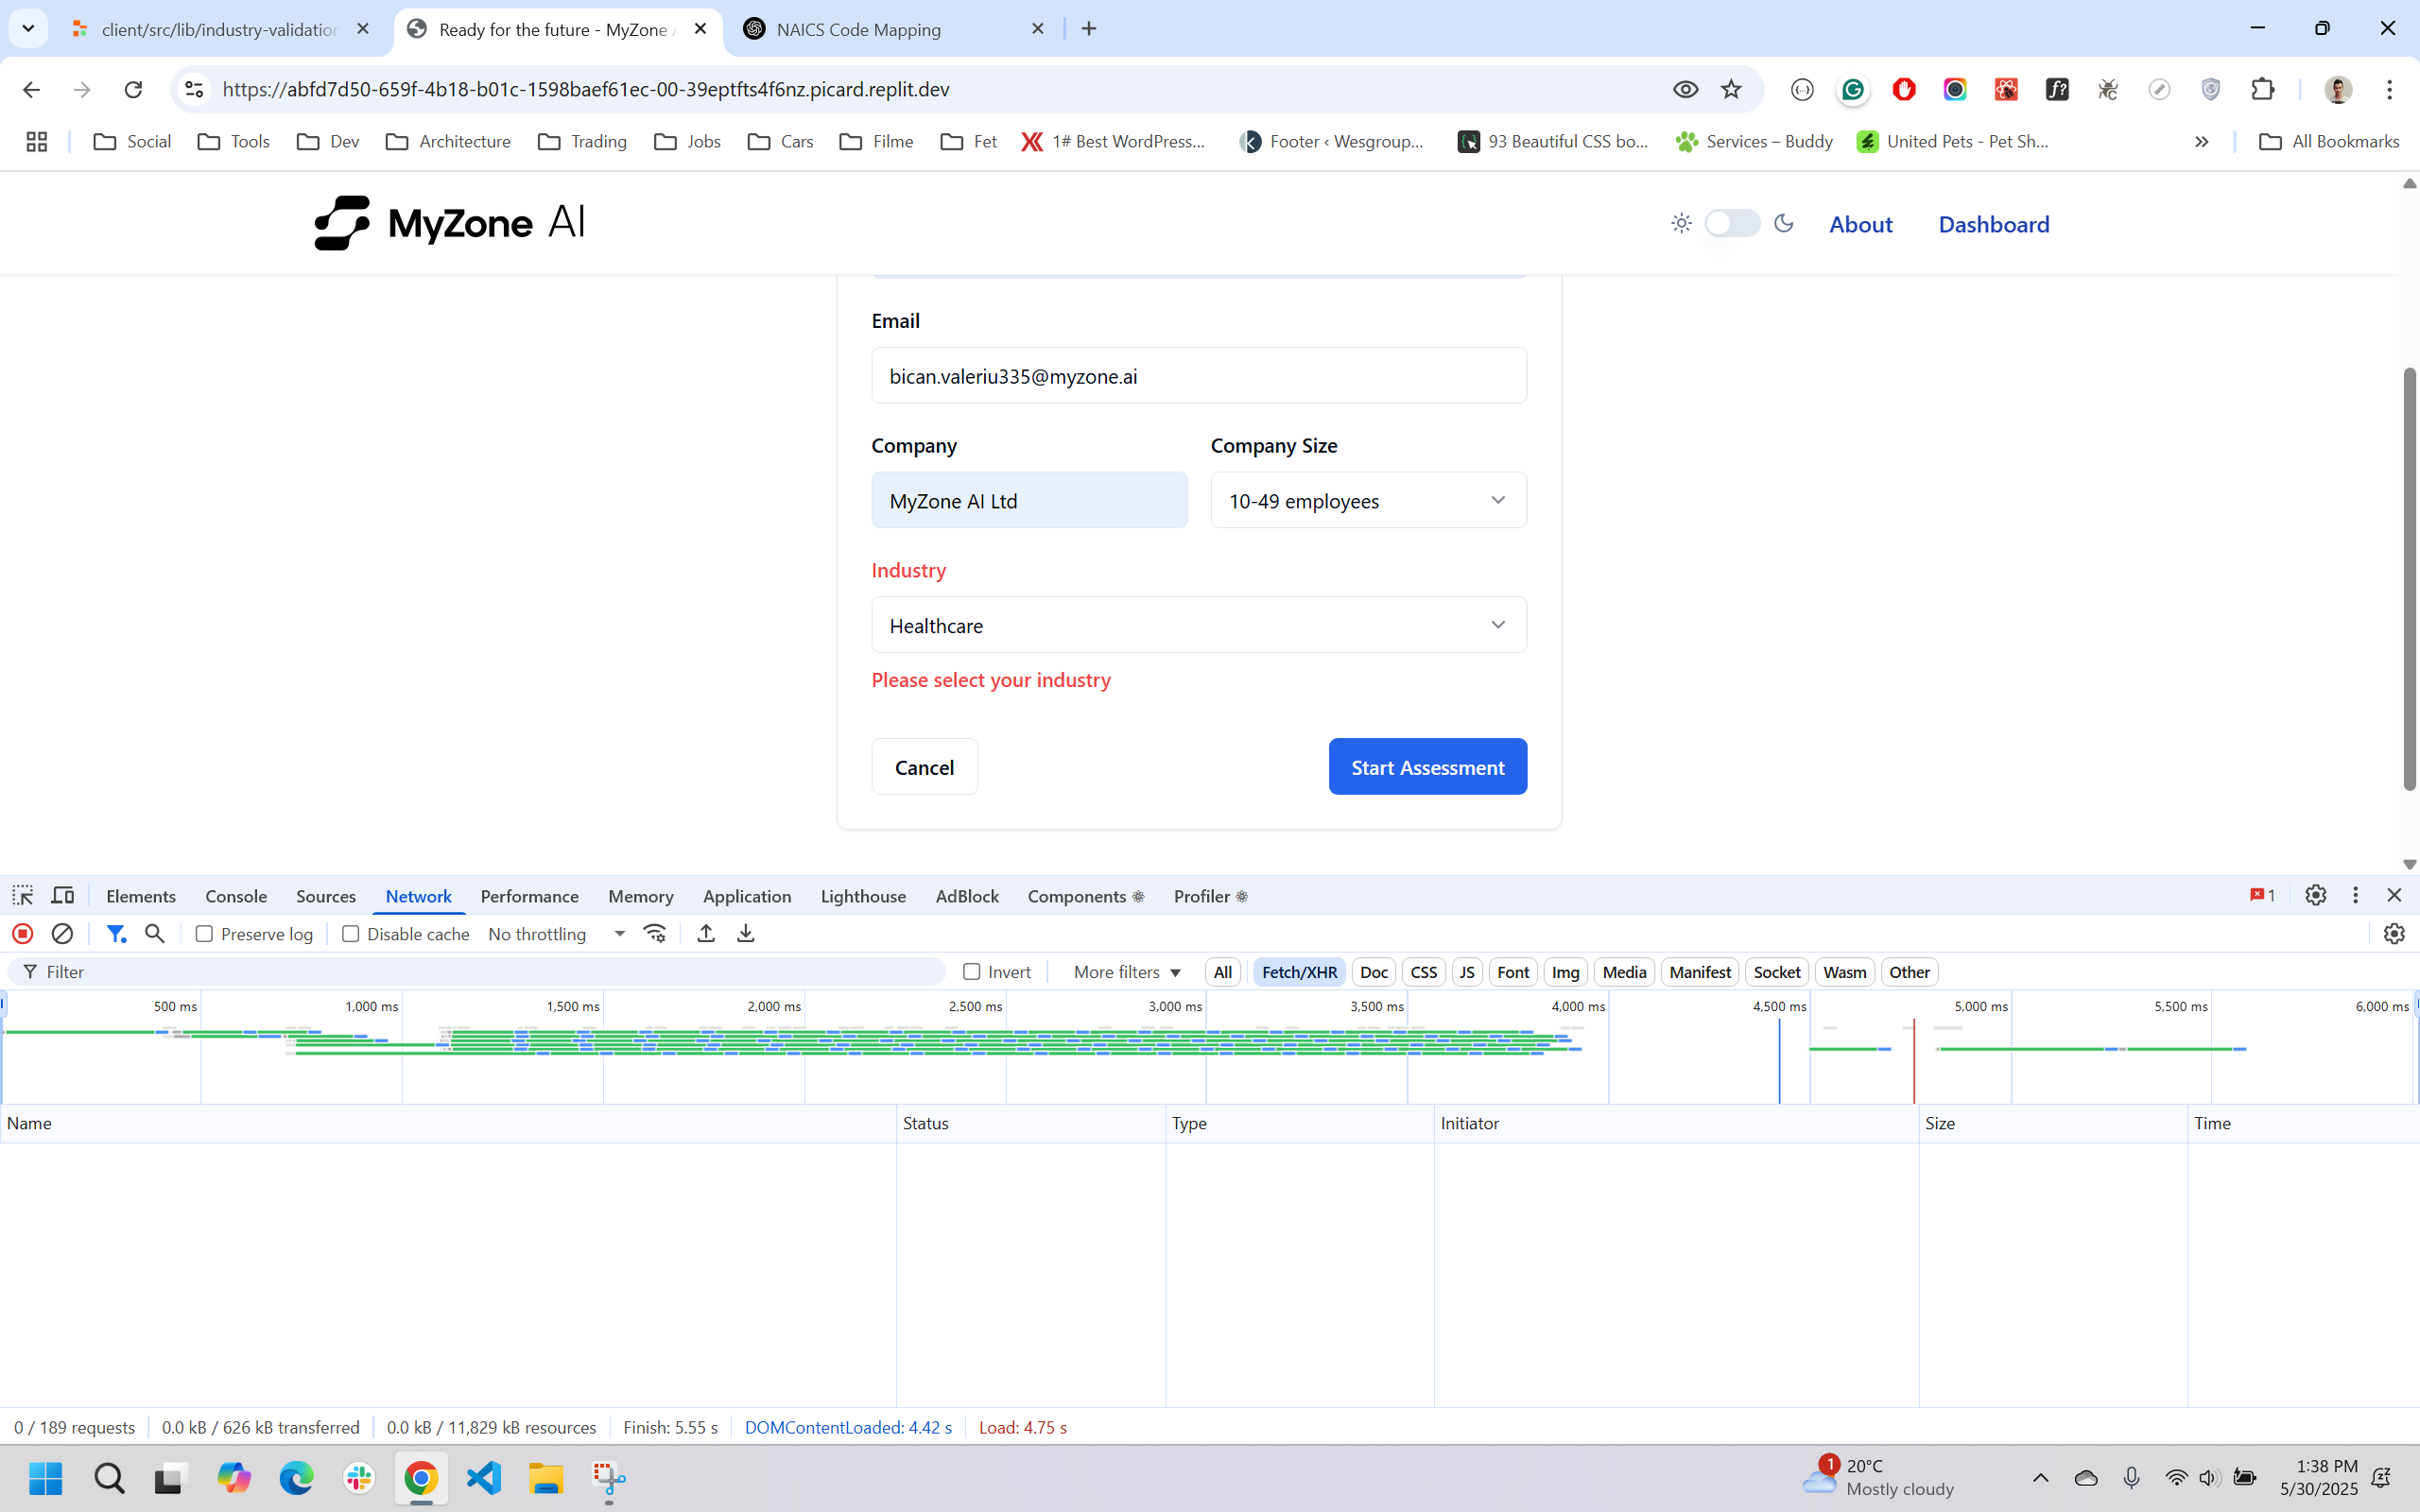 client/src/lib/industry-validation
Ready for the future - MyZone A
NAICS Code Mapping
https://abfd7d50-659f-4b18-b01c-1598baef61ec-00-39eptfts4f6nz.picard.replit.dev
Social
Tools
Dev
Architecture
Trading
Jobs
Cars
Filme
Fet
1# Best WordPress...
Footer ‹ Wesgroup...
93 Beautiful CSS bo...
Services – Buddy
United Pets - Pet Sh...
»
All Bookmarks
MyZone AI
About
Dashboard
Email
bican.valeriu335@myzone.ai
Company
Company Size
MyZone AI Ltd
10-49 employees
Industry
Healthcare
Please select your industry
Cancel
Start Assessment
Elements
Console
Sources
Network
Performance
Memory
Application
Lighthouse
AdBlock
Components
Profiler
1
Preserve log
Disable cache
No throttling
Filter
Invert
More filters
All
Fetch/XHR
Doc
CSS
JS
Font
Img
Media
Manifest
Socket
Wasm
Other
500 ms
1,000 ms
1,500 ms
2,000 ms
2,500 ms
3,000 ms
3,500 ms
4,000 ms
4,500 ms
5,000 ms
5,500 ms
6,000 ms
Name
Status
Type
Initiator
Size
Time
0 / 189 requests
0.0 kB / 626 kB transferred
0.0 kB / 11,829 kB resources
Finish: 5.55 s
DOMContentLoaded: 4.42 s
Load: 4.75 s
1
20°C
Mostly cloudy
1:38 PM
5/30/2025